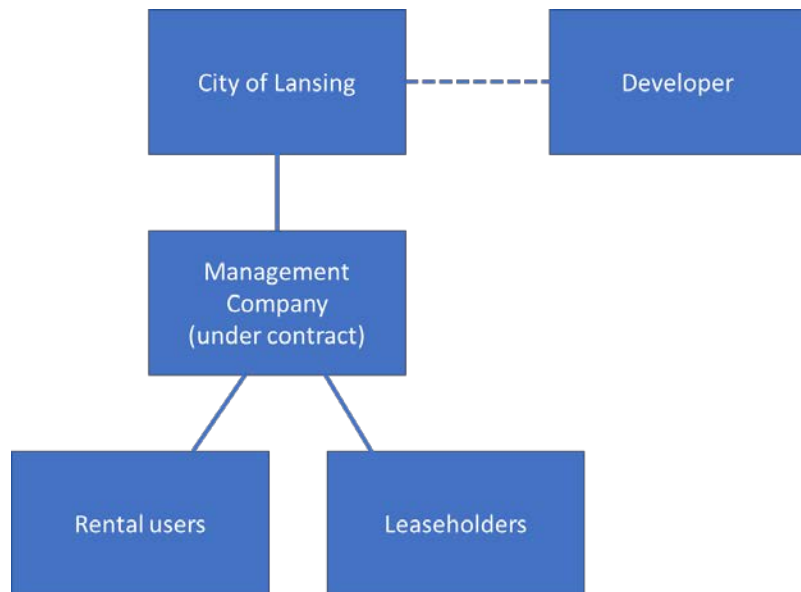 City of Lansing
Developer
Management
Company
(under contract)
Rental users
Leaseholders